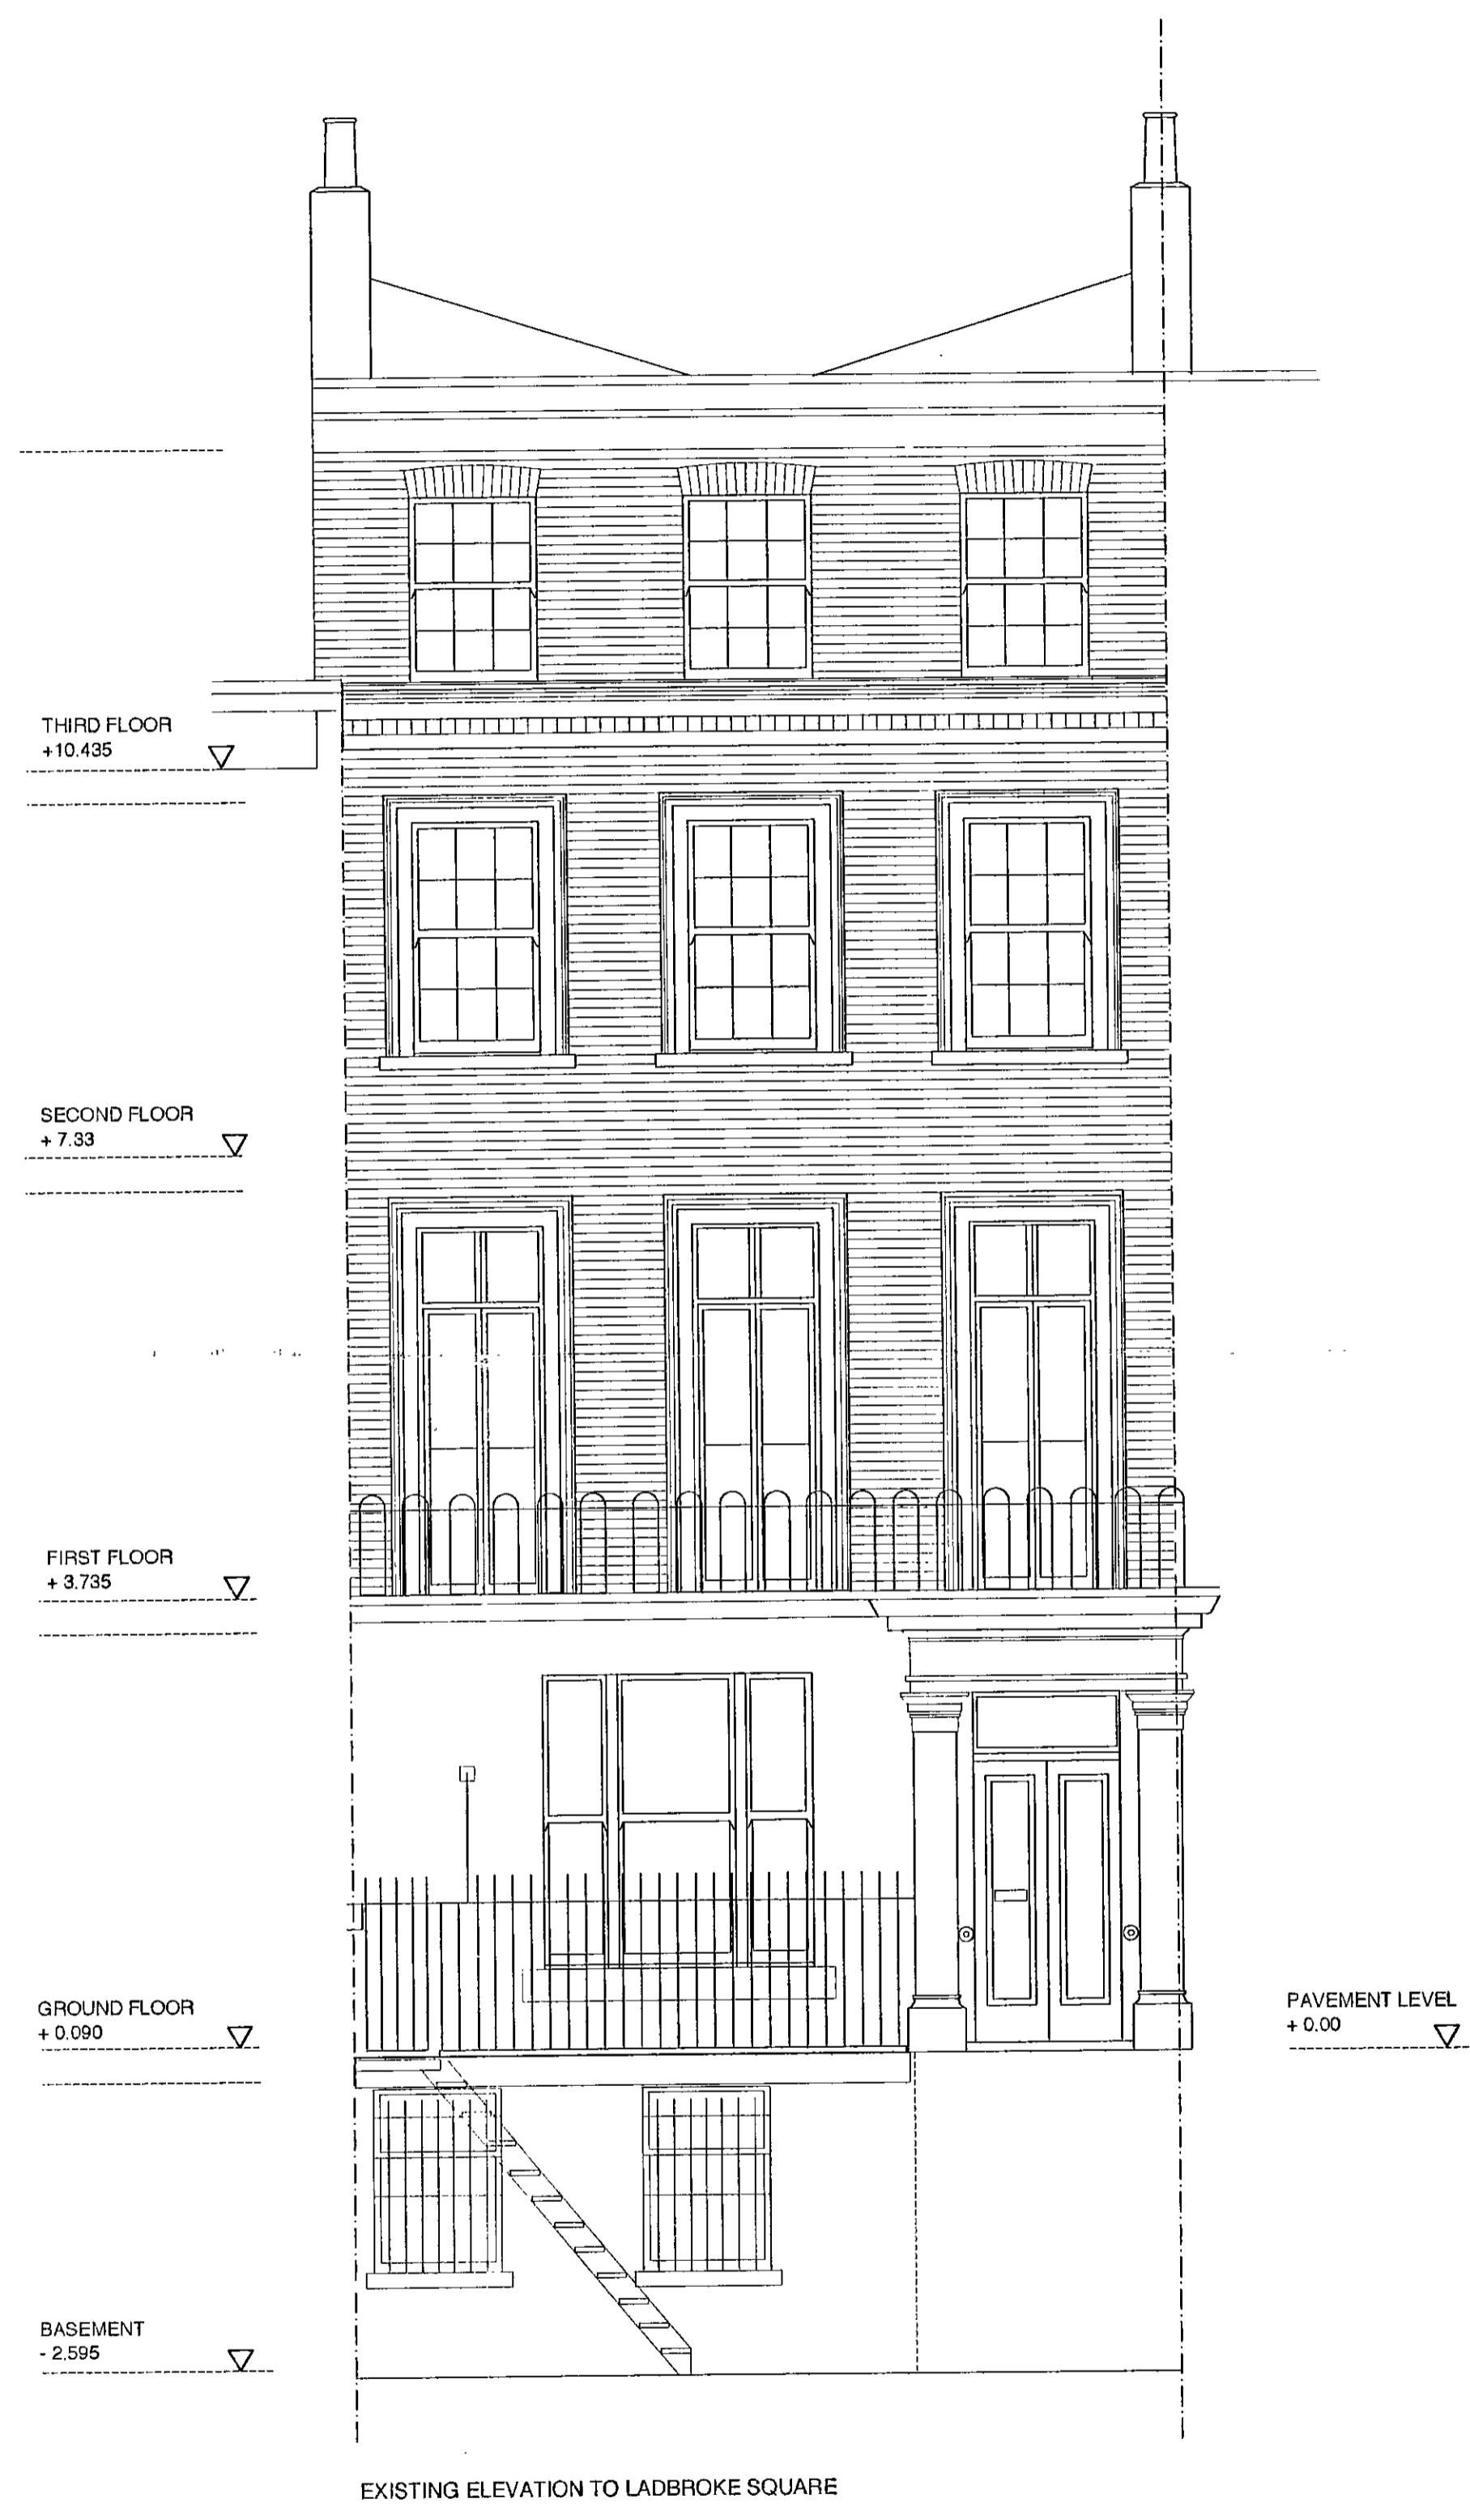 THIRD FLOOR
+10.435
SECOND FLOOR
+ 7.33
FIRST FLOOR
+ 3.735
GROUND FLOOR
+ 0.090
PAVEMENT LEVEL
+ 0.00
BASEMENT
- 2.595
EXISTING ELEVATION TO LADBROKE SQUARE